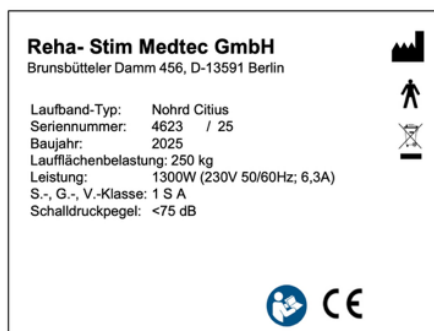 Reha- Stim Medtec GmbH
Brunsbütteler Damm 456, D-13591 Berlin
Laufband-Typ: Nohrd Citius
Seriennummer: 4623 / 25
Baujahr: 2025
Laufflächenbelastung: 250 kg
Leistung: 1300W (230V 50/60Hz; 6,3A)
S.-, G.-, V.-Klasse: 1 S A
Schalldruckpegel: <75 dB
CE